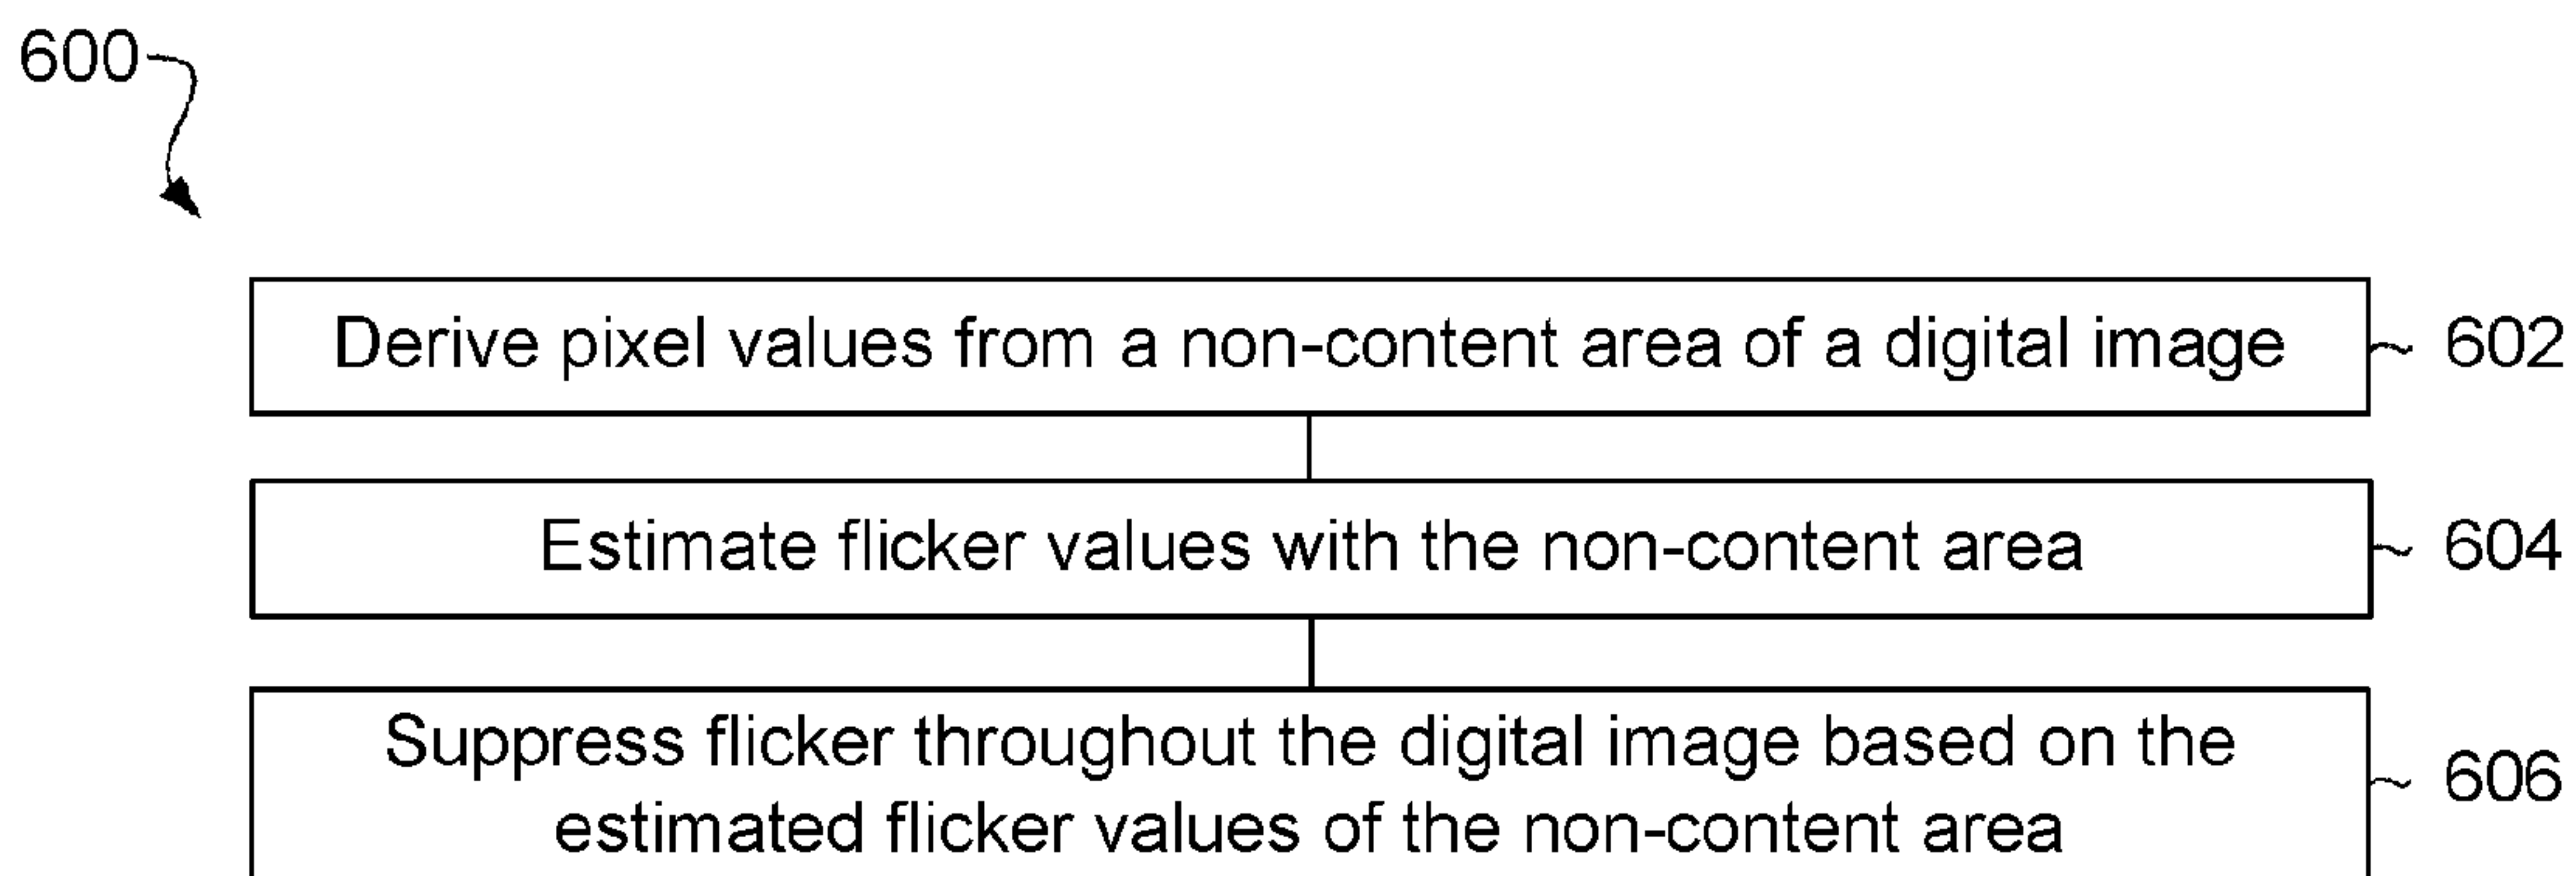 600
Derive pixel values from a non-content area of a digital image
602
Estimate flicker values with the non-content area
604
Suppress flicker throughout the digital image based on the
estimated flicker values of the non-content area
606